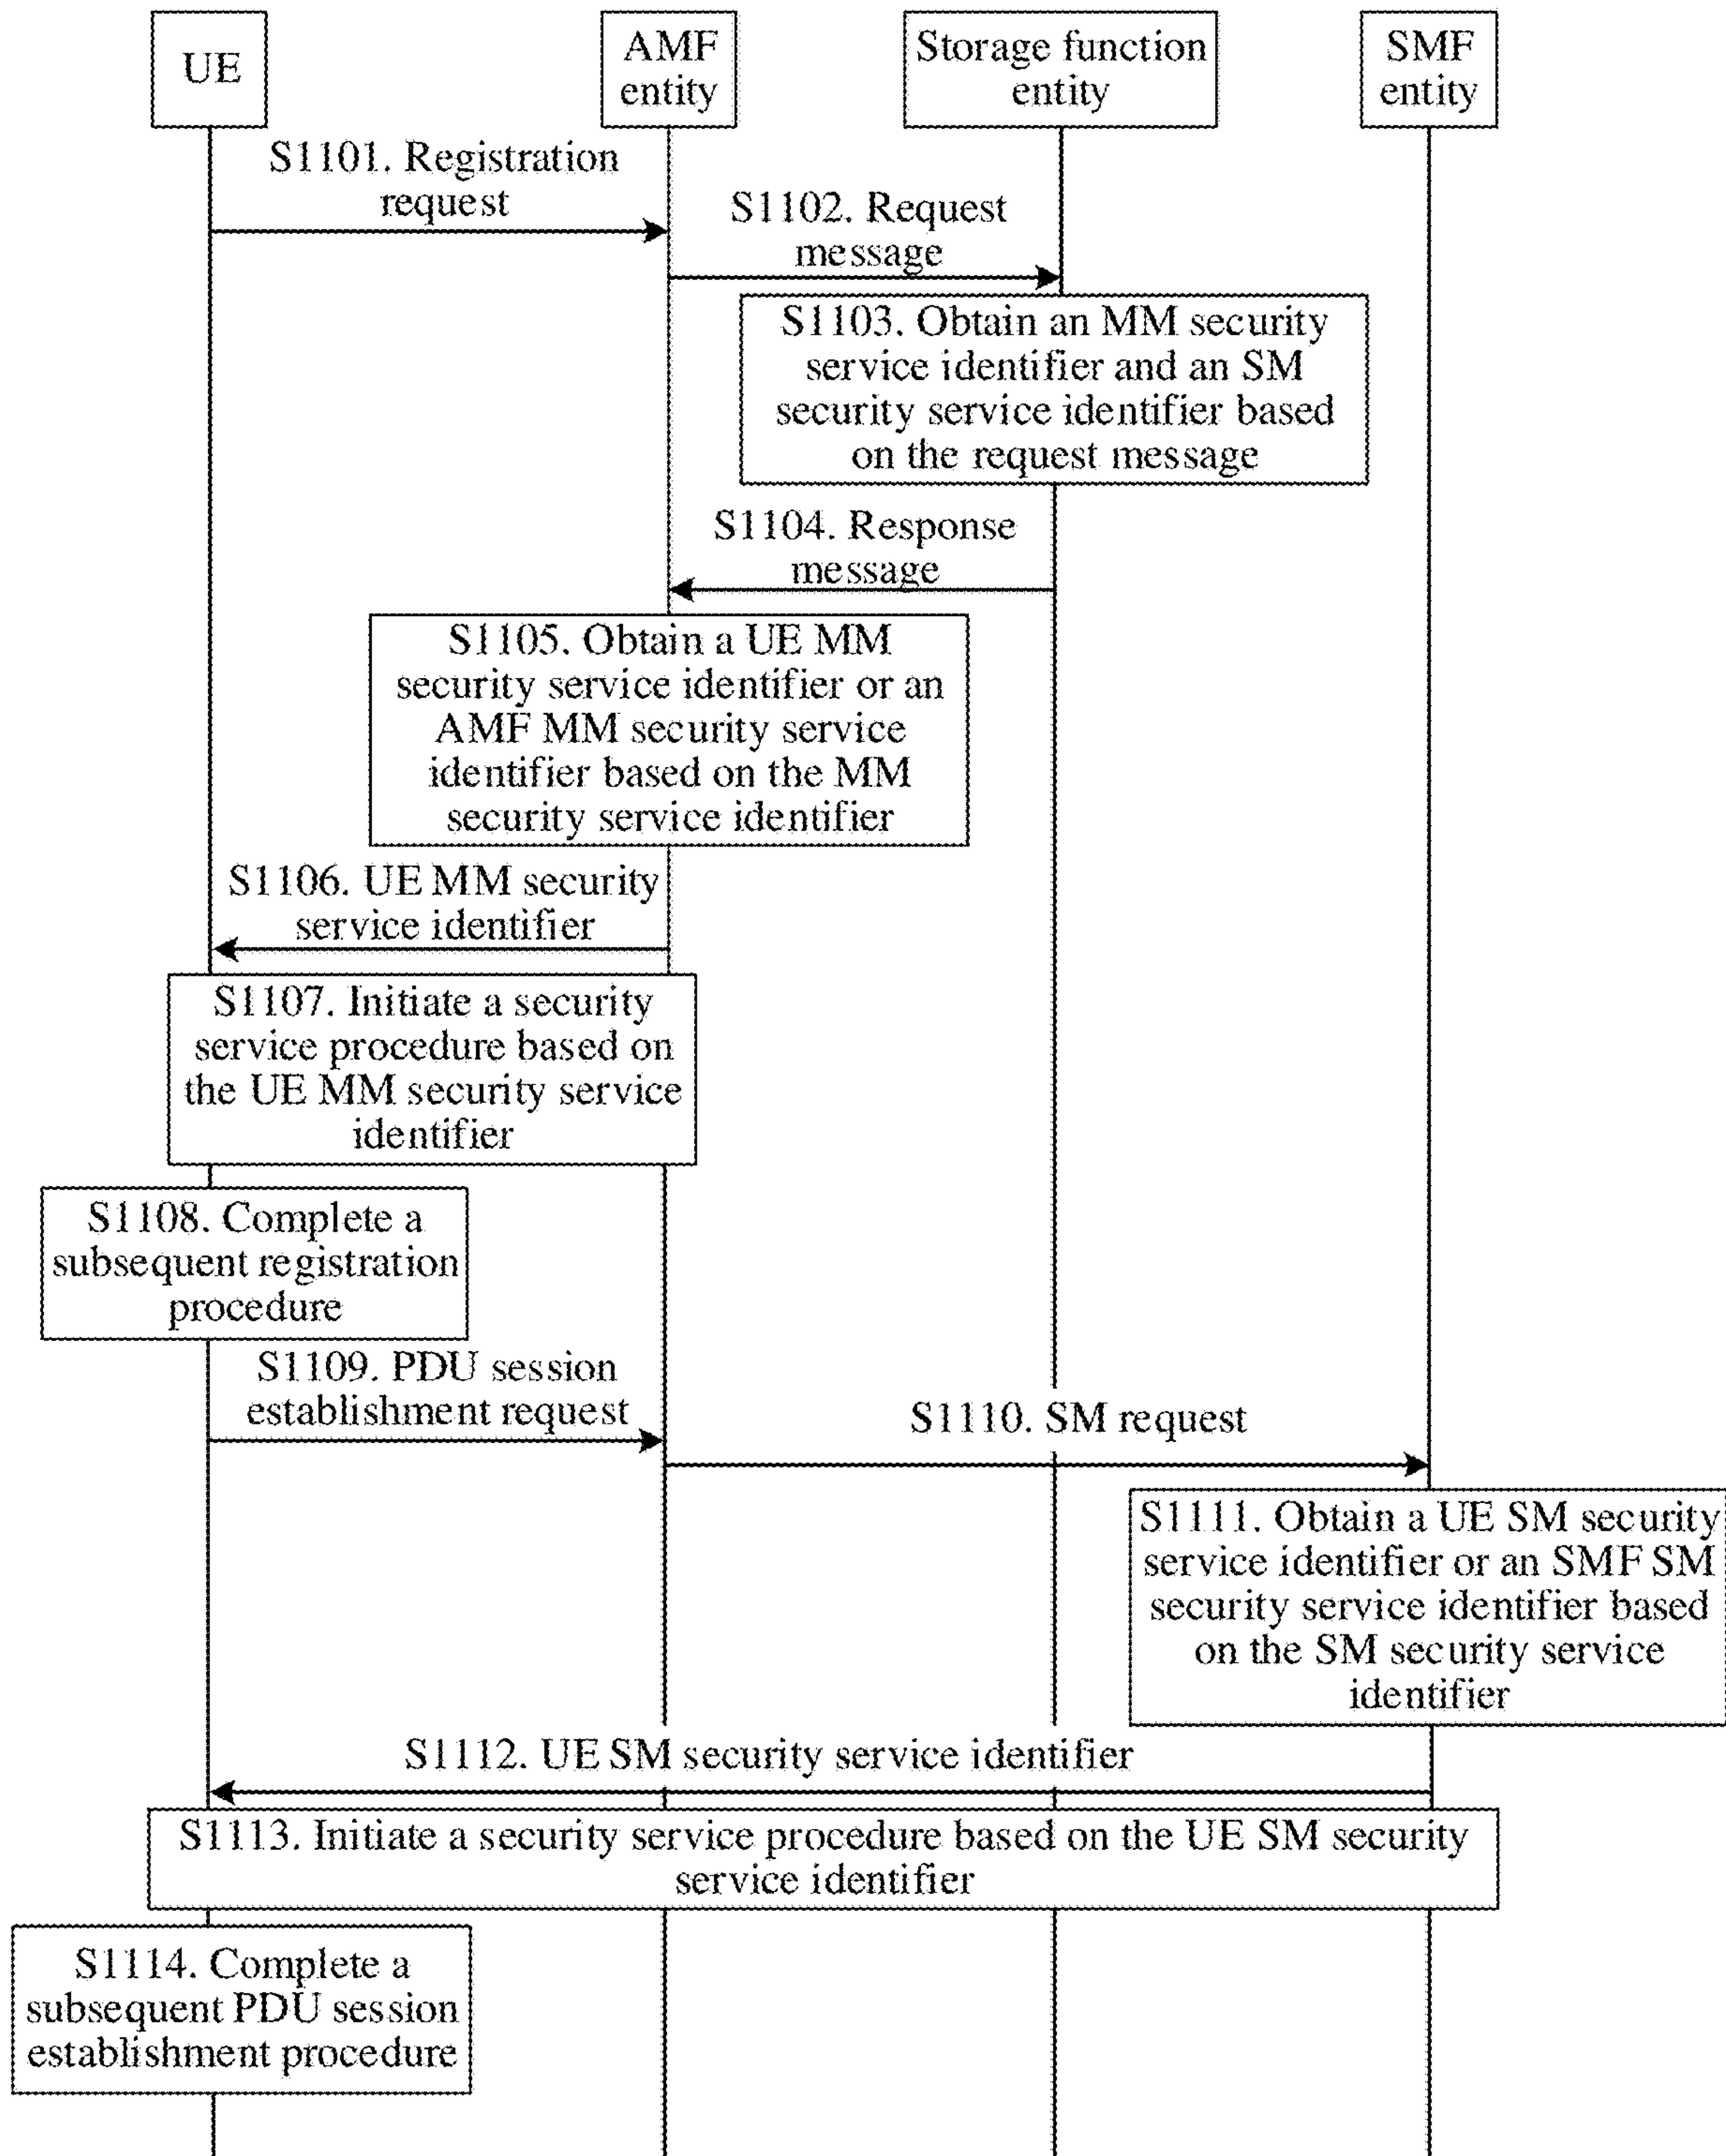 UE
AMF
entity
Storage function
entity
SMF
entity
S1101. Registration
request
S1102. Request
message
S1103. Obtain an MM security
service identifier and an SM
security service identifier based
on the request message
S1104. Response
message
S1105. Obtain a UE MM
security service identifier or an
AMF MM security service
identifier based on the MM
security service identifier
S1106. UE MM security
service identifier
S1107. Initiate a security
service procedure based on
the UE MM security service
identifier
S1108. Complete a
subsequent registration
procedure
S1109. PDU session
establishment request
S1110. SM request
S1111. Obtain a UE SM security
service identifier or an SMF SM
security service identifier based
on the SM security service
identifier
S1112. UE SM security service identifier
S1113. Initiate a security service procedure based on the UE SM security
service identifier
S1114. Complete a
subsequent PDU session
establishment procedure